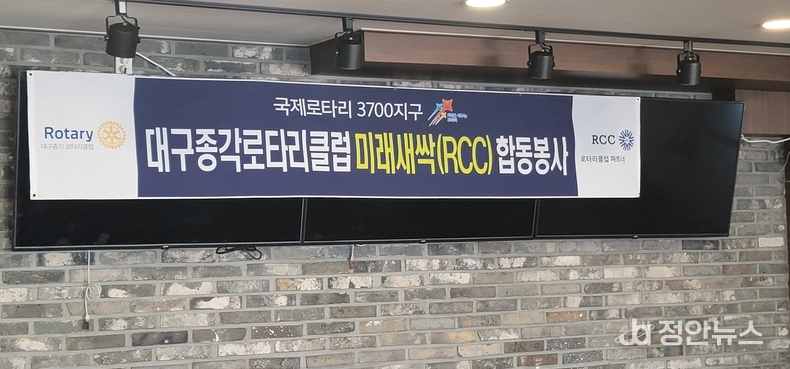 국제로타리 3700지구
Rotary
대구종각 로타리클럽
대구종각로타리클럽 미래새싹(RCC) 합동봉사
RCC
로타리클럽 파트너
정안뉴스